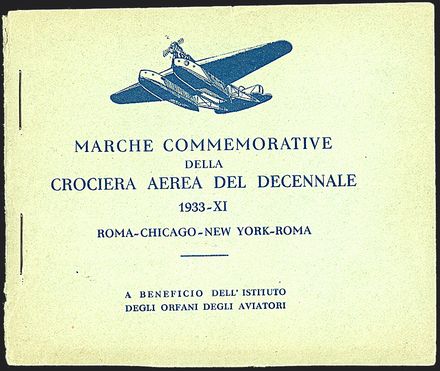 MARCHE COMMEMORATIVE
DELLA
CROCIERA AEREA DEL DECENNALE
1933-XI
ROMA-CHICAGO-NEW YORK-ROMA
A BENEFICIO DELL'ISTITUTO
DEGLI ORFANI DEGLI AVIATORI